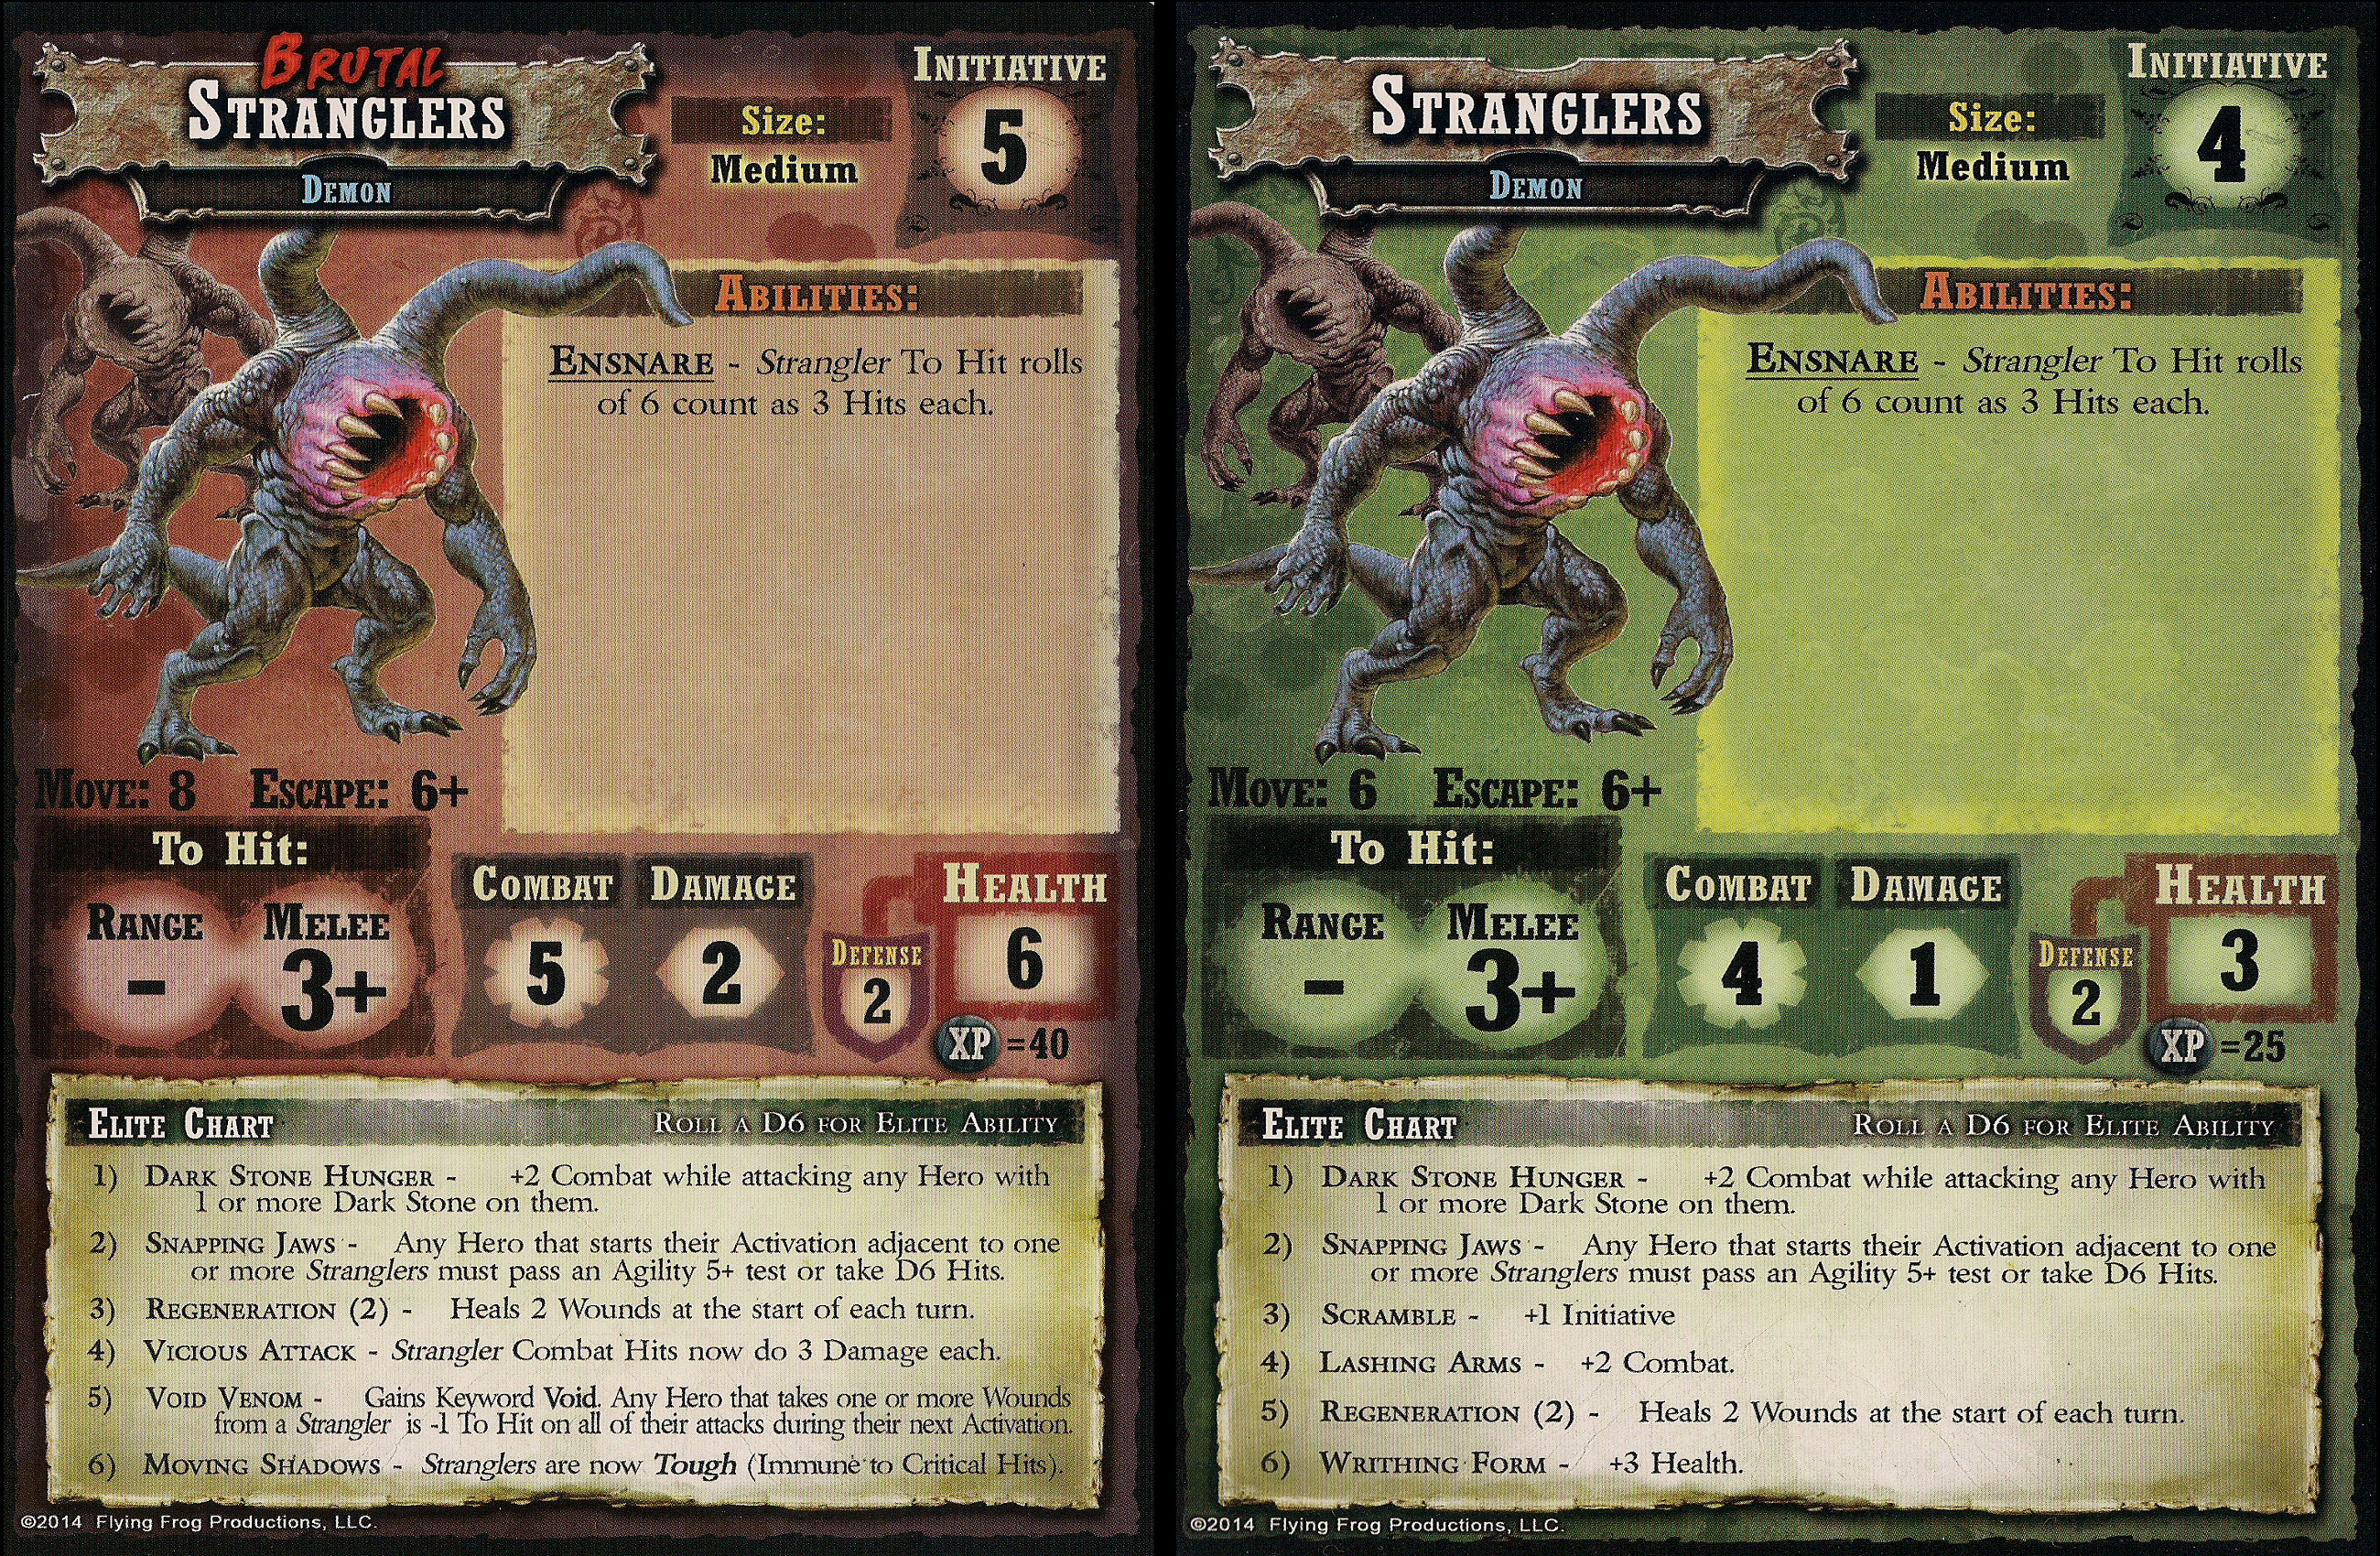 BRUTAL
STRANGLERS
DEMON
Size:
Medium
INITIATIVE
5
ABILITIES:
ENSNARE - Strangler To Hit rolls
of 6 count as 3 Hits each.
MOVE: 8 ESCAPE: 6+
To Hit:
RANGE MELEE
- 3+
COMBAT DAMAGE
5 2
DEFENSE
2
HEALTH
6
XP =40
ELITE CHART ROLL A D6 FOR ELITE ABILITY
1) DARK STONE HUNGER - +2 Combat while attacking any Hero with
1 or more Dark Stone on them.
2) SNAPPING JAWS - Any Hero that starts their Activation adjacent to one
or more Stranglers must pass an Agility 5+ test or take D6 Hits.
3) REGENERATION (2) - Heals 2 Wounds at the start of each turn.
4) VICIOUS ATTACK - Strangler Combat Hits now do 3 Damage each.
5) VOID VENOM - Gains Keyword Void. Any Hero that takes one or more Wounds
from a Strangler is -1 To Hit on all of their attacks during their next Activation.
6) MOVING SHADOWS - Stranglers are now Tough (Immune to Critical Hits).
©2014 Flying Frog Productions, LLC.
STRANGLERS
DEMON
Size:
Medium
INITIATIVE
4
ABILITIES:
ENSNARE - Strangler To Hit rolls
of 6 count as 3 Hits each.
MOVE: 6 ESCAPE: 6+
To Hit:
RANGE MELEE
- 3+
COMBAT DAMAGE
4 1
DEFENSE
2
HEALTH
3
XP =25
ELITE CHART ROLL A D6 FOR ELITE ABILITY
1) DARK STONE HUNGER - +2 Combat while attacking any Hero with
1 or more Dark Stone on them.
2) SNAPPING JAWS - Any Hero that starts their Activation adjacent to one
or more Stranglers must pass an Agility 5+ test or take D6 Hits.
3) SCRAMBLE - +1 Initiative
4) LASHING ARMS - +2 Combat.
5) REGENERATION (2) - Heals 2 Wounds at the start of each turn.
6) WRITHING FORM - +3 Health.
©2014 Flying Frog Productions, LLC.